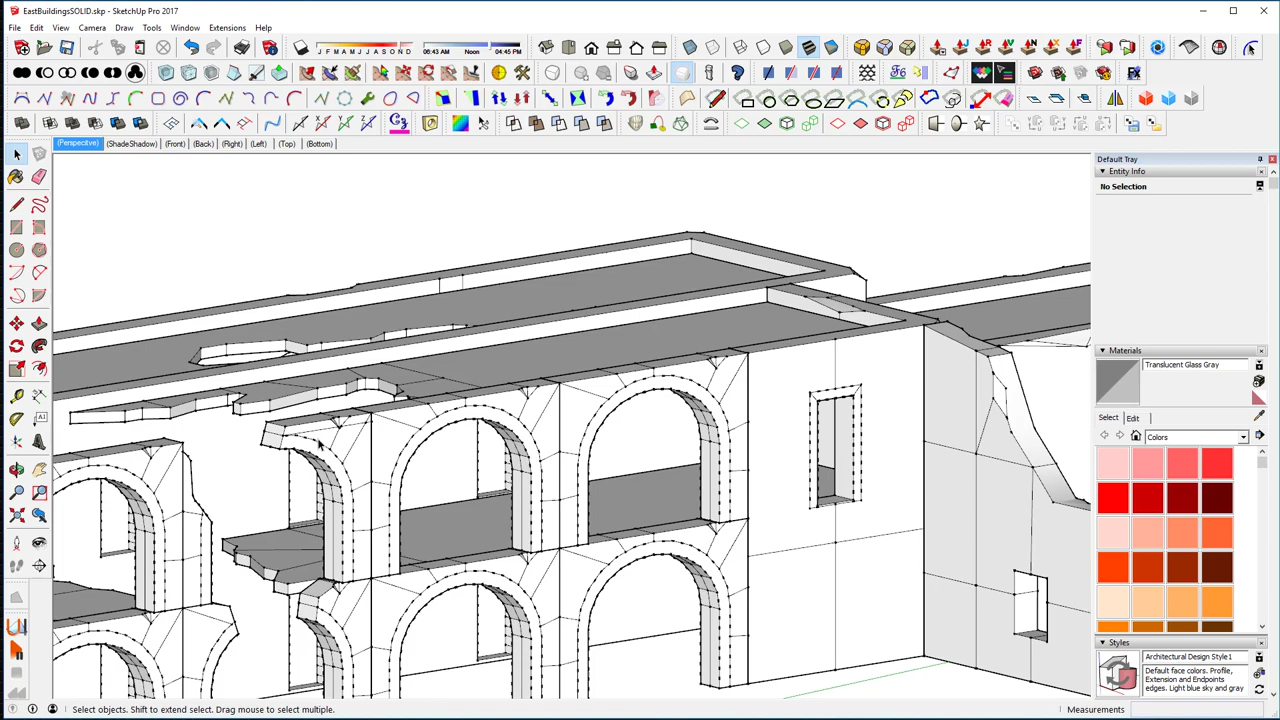 EastBuildingsSOLID.skp - SketchUp Pro 2017
File Edit View Camera Draw Tools Window Extensions Help
J F M A M J J A S O N D
06:43 AM Noon 04:45 PM
(Perspecitve) (ShadeShadow) (Front) (Back) (Right) (Left) (Top) (Bottom)
Default Tray
Entity Info
No Selection
Materials
Translucent Glass Gray
Select Edit
Colors
Styles
Architectural Design Style1
Default face colors. Profile,
Extension and Endpoints
edges. Light blue sky and gray
Select objects. Shift to extend select. Drag mouse to select multiple.
Measurements